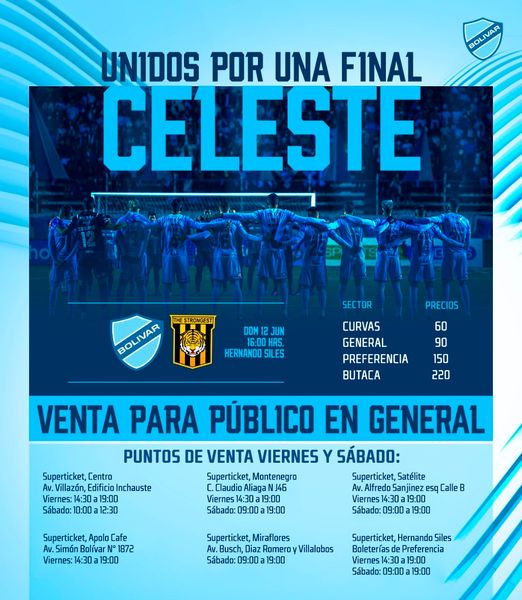 BOLIVAR
UN1DOS POR UNA F1NAL
CELESTE
12
BOLIVAR
THE STRONGEST
DOM 12 JUN
16:00 HRS.
HERNANDO SILES
SECTOR PRECIOS
CURVAS 60
GENERAL 90
PREFERENCIA 150
BUTACA 220
VENTA PARA PÚBLICO EN GENERAL
PUNTOS DE VENTA VIERNES Y SÁBADO:
Superticket, Centro
Av. Villazón, Edificio Inchauste
Viernes: 14:30 a 19:00
Sábado: 10:00 a 12:30
Superticket, Montenegro
C. Claudio Aliaga N J46
Viernes 14:30 a 19:00
Sábado: 09:00 a 19:00
Superticket, Satélite
Av. Alfredo Sanjinez esq Calle B
Viernes: 14:30 a 19:00
Sábado: 09:00 a 19:00
Superticket, Apolo Cafe
Av. Simón Bolívar N° 1872
Viernes: 14:30 a 19:00
Superticket, Miraflores
Av. Busch, Diaz Romero y Villalobos
Sábado: 09:00 a 19:00
Superticket, Hernando Siles
Boleterías de Preferencia
Viernes 14:30 a 19:00
Sábado: 09:00 a 19:00